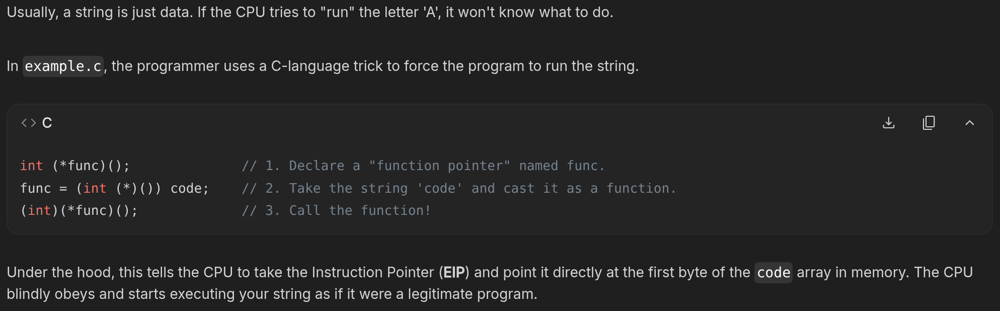 Usually, a string is just data. If the CPU tries to "run" the letter 'A', it won't know what to do.
In example.c, the programmer uses a C-language trick to force the program to run the string.
<> C
int (*func)();              // 1. Declare a "function pointer" named func.
func = (int (*)()) code;    // 2. Take the string 'code' and cast it as a function.
(int)(*func)();             // 3. Call the function!
Under the hood, this tells the CPU to take the Instruction Pointer (EIP) and point it directly at the first byte of the code array in memory. The CPU
blindly obeys and starts executing your string as if it were a legitimate program.